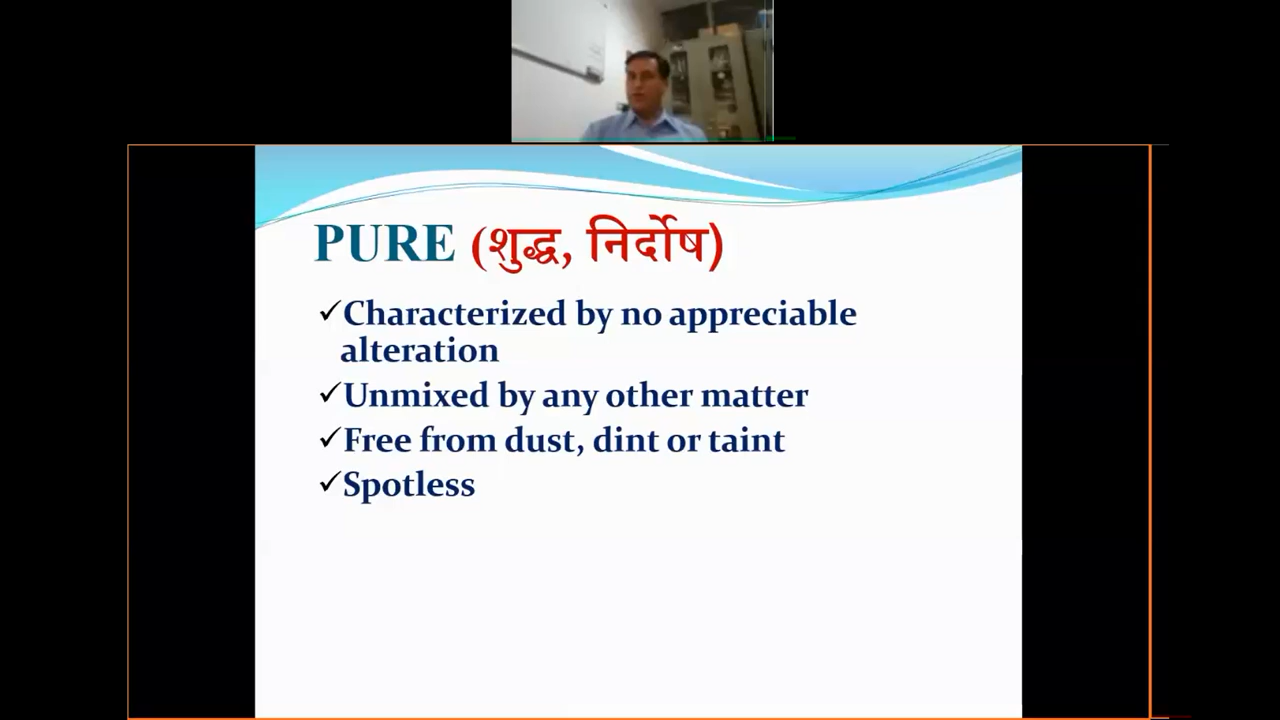 PURE (शुद्ध, निर्दोष)
✓Characterized by no appreciable
alteration
✓Unmixed by any other matter
✓Free from dust, dint or taint
✓Spotless